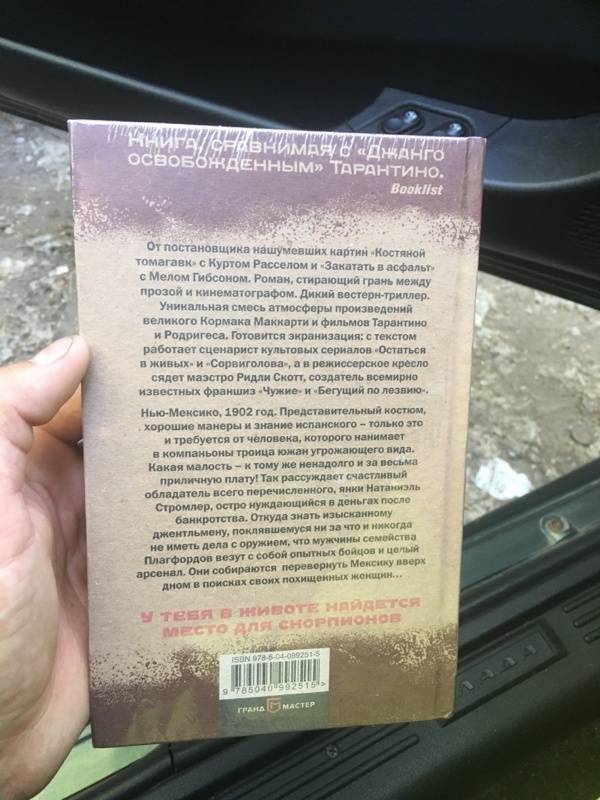 КНИГА, СРАВНИМАЯ С «ДЖАНГО
ОСВОБОЖДЕННЫМ» ТАРАНТИНО.
Booklist
От постановщика нашумевших картин «Костяной
томагавк» с Куртом Расселом и «Закатать в асфальт»
с Мелом Гибсоном. Роман, стирающий грань между
прозой и кинематографом. Дикий вестерн-триллер.
Уникальная смесь атмосферы произведений
великого Кормака Маккарти и фильмов Тарантино
и Родригеса. Готовится экранизация: с текстом
работает сценарист культовых сериалов «Остаться
в живых» и «Сорвиголова», а в режиссерское кресло
сядет маэстро Ридли Скотт, создатель всемирно
известных франшиз «Чужие» и «Бегущий по лезвию».
Нью-Мексико, 1902 год. Представительный костюм,
хорошие манеры и знание испанского – только это
и требуется от человека, которого нанимает
в компаньоны троица южан угрожающего вида.
Какая малость – к тому же ненадолго и за весьма
приличную плату! Так рассуждает счастливый
обладатель всего перечисленного, янки Натаниэль
Стромлер, остро нуждающийся в деньгах после
банкротства. Откуда знать изысканному
джентльмену, поклявшемуся ни за что и никогда
не иметь дела с оружием, что мужчины семейства
Плагфордов везут с собой опытных бойцов и целый
арсенал. Они собираются перевернуть Мексику вверх
дном в поисках своих похищенных женщин...
У ТЕБЯ В ЖИВОТЕ НАЙДЕТСЯ
МЕСТО ДЛЯ СКОРПИОНОВ
ISBN 978-5-04-099251-5
9 785040 992515 >
ГРАНД МАСТЕР